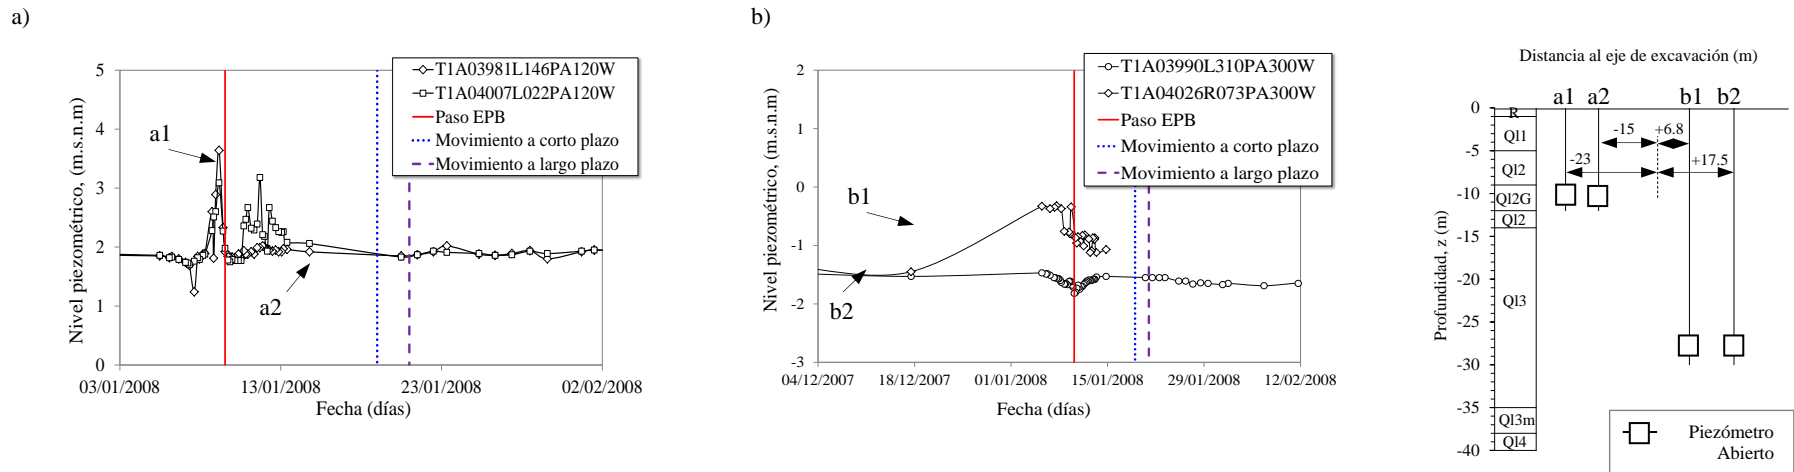 a)
T1A03981L146PA120W
T1A04007L022PA120W
Paso EPB
Movimiento a corto plazo
Movimiento a largo plazo
Nivel piezométrico, (m.s.n.m)
5
4
3
2
1
0
a1
a2
03/01/2008
13/01/2008
23/01/2008
02/02/2008
Fecha (días)
b)
T1A03990L310PA300W
T1A04026R073PA300W
Paso EPB
Movimiento a corto plazo
Movimiento a largo plazo
Nivel piezométrico, (m.s.n.m)
2
1
0
-1
-2
-3
b1
b2
04/12/2007
18/12/2007
01/01/2008
15/01/2008
29/01/2008
12/02/2008
Fecha (días)
Distancia al eje de excavación (m)
a1 a2 b1 b2
Profundidad, z (m)
0
-5
-10
-15
-20
-25
-30
-35
-40
R
Ql1
Ql2
Ql2G
Ql2
Ql3
Ql3m
Ql4
-15
+6.8
-23
+17.5
Piezómetro
Abierto